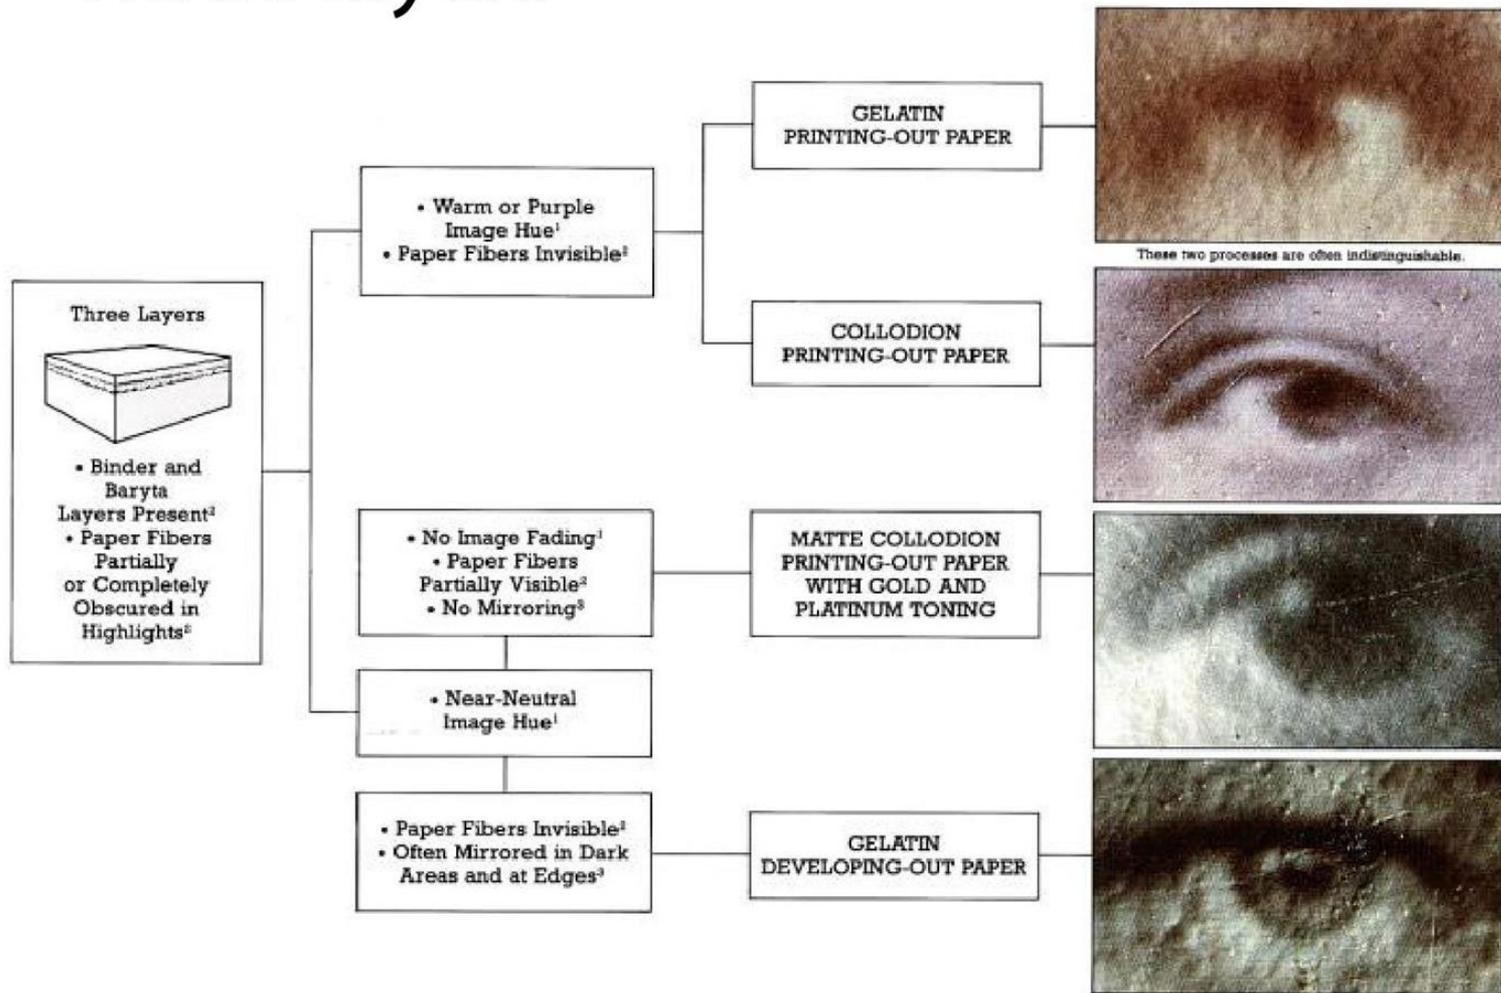 Three Layers
• Binder and
Baryta
Layers Present²
• Paper Fibers
Partially
or Completely
Obscured in
Highlights²
• Warm or Purple
Image Hue¹
• Paper Fibers Invisible²
GELATIN
PRINTING-OUT PAPER
These two processes are often indistinguishable.
COLLODION
PRINTING-OUT PAPER
• No Image Fading¹
• Paper Fibers
Partially Visible²
• No Mirroring³
MATTE COLLODION
PRINTING-OUT PAPER
WITH GOLD AND
PLATINUM TONING
• Near-Neutral
Image Hue¹
• Paper Fibers Invisible²
• Often Mirrored in Dark
Areas and at Edges³
GELATIN
DEVELOPING-OUT PAPER